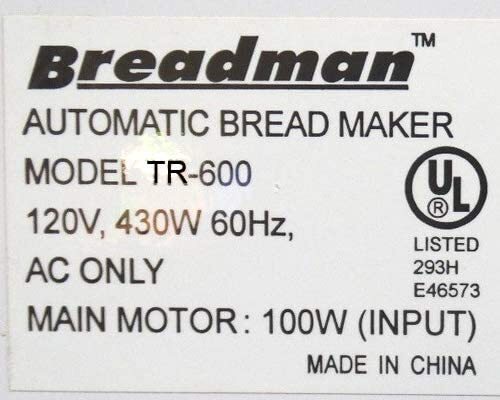 Breadman™
AUTOMATIC BREAD MAKER
MODEL TR-600
120V, 430W 60Hz,
AC ONLY
MAIN MOTOR: 100W (INPUT)
MADE IN CHINA
UL
®
LISTED
293H
E46573